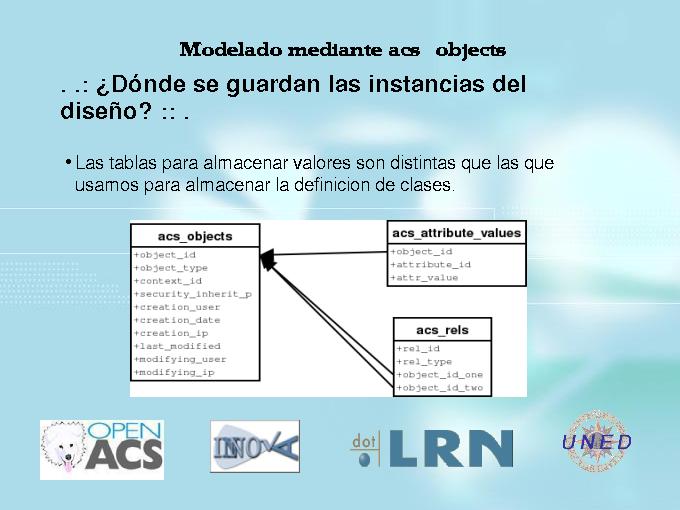 Modelado mediante acs objects
. .: ¿Dónde se guardan las instancias del
diseño? :: .
•Las tablas para almacenar valores son distintas que las que
usamos para almacenar la definicion de clases.
acs_objects
+object_id
+object_type
+context_id
+security_inherit_p
+creation_user
+creation_date
+creation_ip
+last_modified
+modifying_user
+modifying_ip
acs_attribute_values
+object_id
+attribute_id
+attr_value
acs_rels
+rel_id
+rel_type
+object_id_one
+object_id_two
OPEN
ACS
INNOVA
dot
LRN
UNED